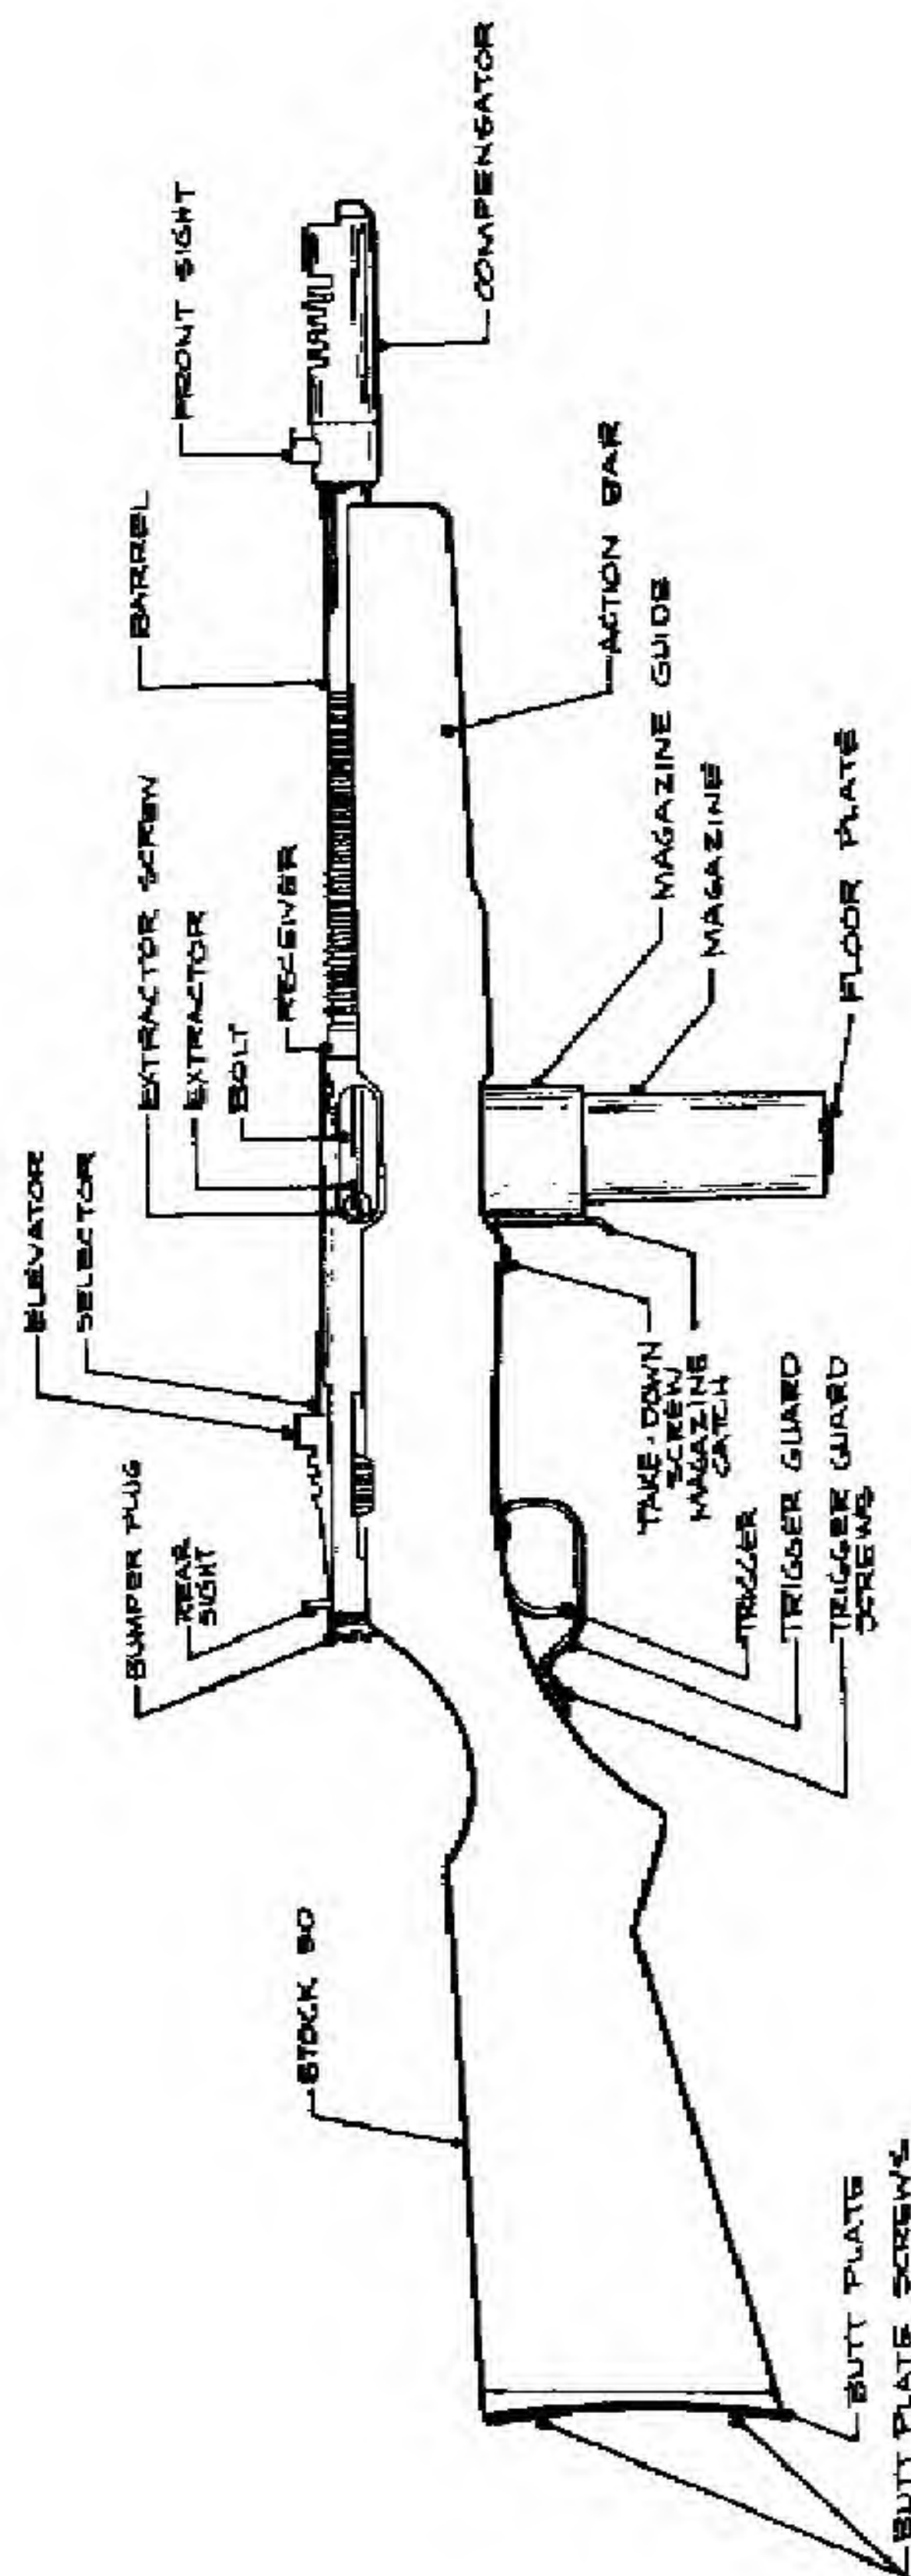 ELEVATOR
SELECTOR
BUMPER PLUG
REAR
SIGHT
EXTRACTOR SCREW
EXTRACTOR
BOLT
RECEIVER
BARREL
FRONT SIGHT
COMPENSATOR
STOCK
ACTION BAR
MAGAZINE GUIDE
MAGAZINE
FLOOR PLATE
TAKE-DOWN
SCREW
MAGAZINE
CATCH
TRIGGER
TRIGGER GUARD
TRIGGER GUARD
SCREWS
BUTT PLATE
BUTT PLATE SCREWS